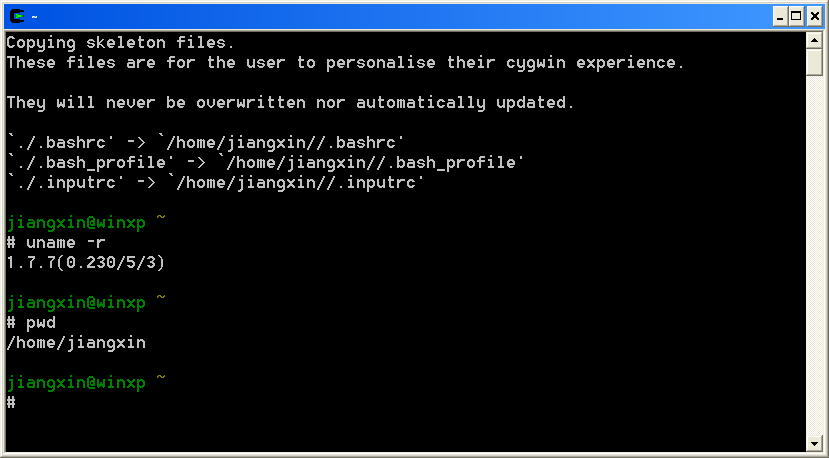 ~
Copying skeleton files.
These files are for the user to personalise their cygwin experience.
They will never be overwritten nor automatically updated.
`./.bashrc' -> `/home/jiangxin//.bashrc'
`./.bash_profile' -> `/home/jiangxin//.bash_profile'
`./.inputrc' -> `/home/jiangxin//.inputrc'
jiangxin@winxp ~
# uname -r
1.7.7(0.230/5/3)
jiangxin@winxp ~
# pwd
/home/jiangxin
jiangxin@winxp ~
#